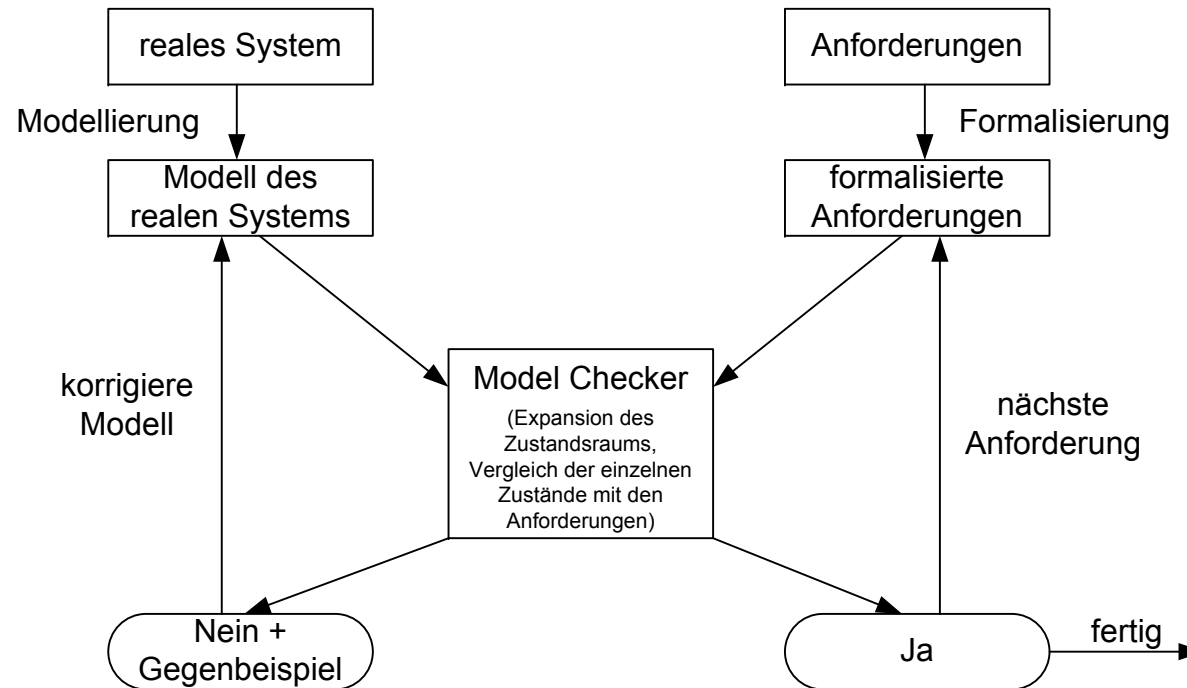 reales System
Anforderungen
Modellierung
Formalisierung
Modell des
realen Systems
formalisierte
Anforderungen
korrigiere
Modell
Model Checker
(Expansion des
Zustandsraums,
Vergleich der einzelnen
Zustände mit den
Anforderungen)
nächste
Anforderung
Nein +
Gegenbeispiel
Ja
fertig